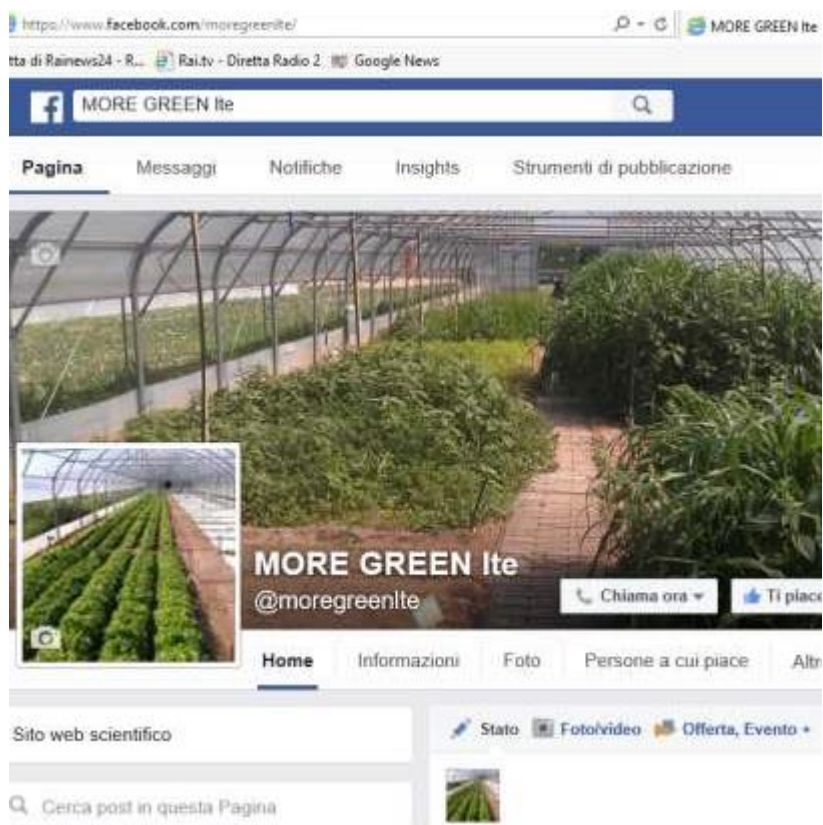 https://www.facebook.com/moregreenlte/
MORE GREEN lte
tta di Rainews24 - R...
Rai.tv - Diretta Radio 2
Google News
MORE GREEN lte
Pagina
Messaggi
Notifiche
Insights
Strumenti di pubblicazione
MORE GREEN lte
@moregreenlte
Chiama ora
Ti piace
Home
Informazioni
Foto
Persone a cui piace
Altr
Sito web scientifico
Stato
Foto/video
Offerta, Evento +
Cerca post in questa Pagina